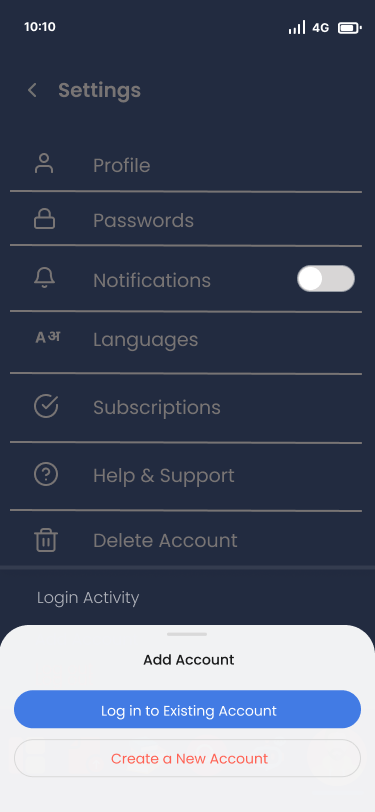 10:10 4G
Settings
Profile
Passwords
Notifications
Aअ Languages
Subscriptions
Help & Support
Delete Account
Login Activity
Add Account
Log in to Existing Account
Create a New Account